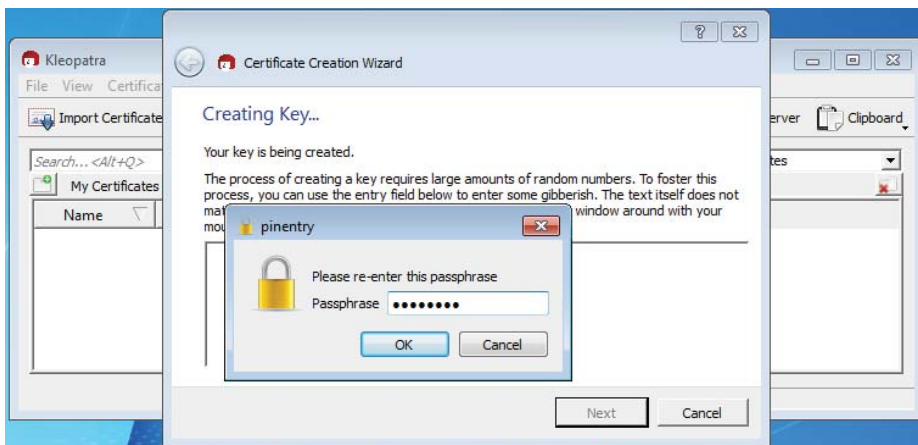 Kleopatra
File View Certifica
Import Certificate
erver Clipboard
Search...<Alt+Q>
tes
My Certificates
Name
Certificate Creation Wizard
Creating Key...
Your key is being created.
The process of creating a key requires large amounts of random numbers. To foster this
process, you can use the entry field below to enter some gibberish. The text itself does not
mat window around with your
mou
pinentry
Please re-enter this passphrase
Passphrase ●●●●●●●●
OK Cancel
Next Cancel